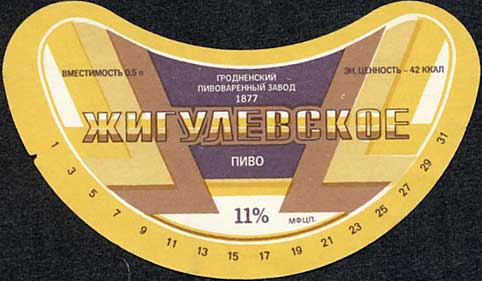 ВМЕСТИМОСТЬ 0,5 л
ГРОДНЕНСКИЙ
ПИВОВАРЕННЫЙ ЗАВОД
1877
ЭН. ЦЕННОСТЬ – 42 ККАЛ
ЖИГУЛЕВСКОЕ
ПИВО
11%
МФЦП.
1 3 5 7 9 11 13 15 17 19 21 23 25 27 29 31